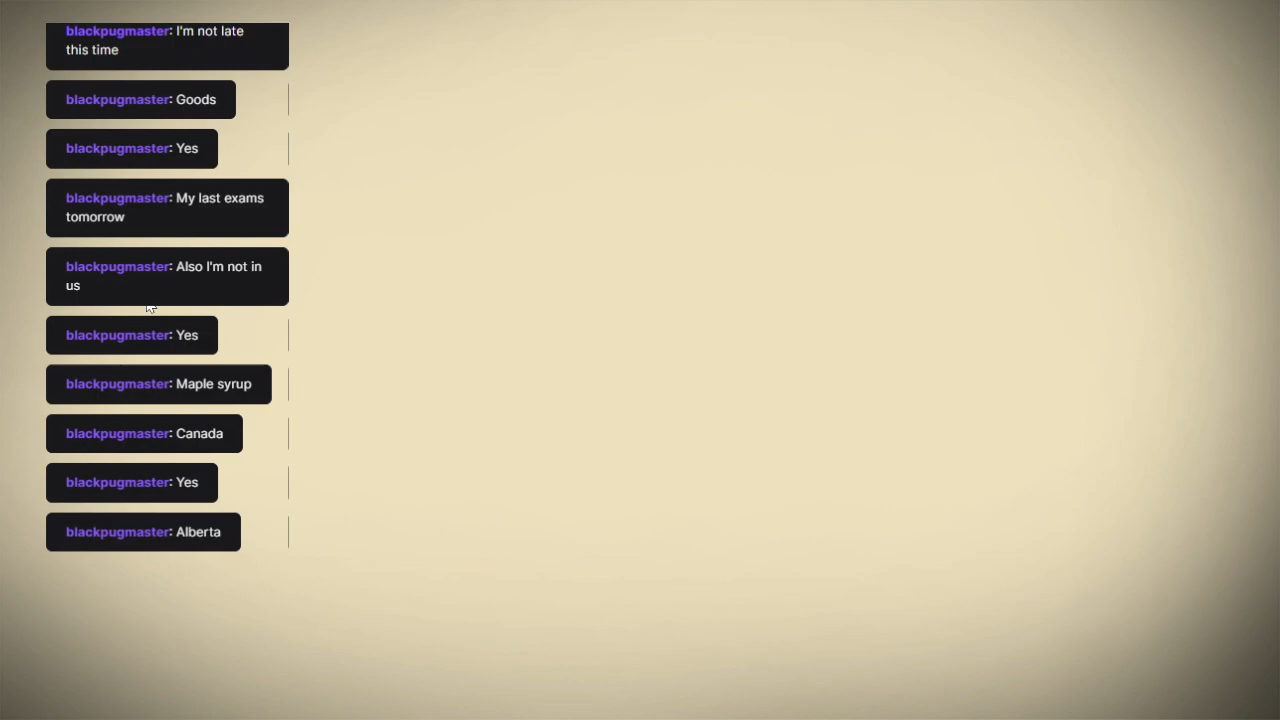 blackpugmaster: I'm not late
this time
blackpugmaster: Goods
blackpugmaster: Yes
blackpugmaster: My last exams
tomorrow
blackpugmaster: Also I'm not in
us
blackpugmaster: Yes
blackpugmaster: Maple syrup
blackpugmaster: Canada
blackpugmaster: Yes
blackpugmaster: Alberta